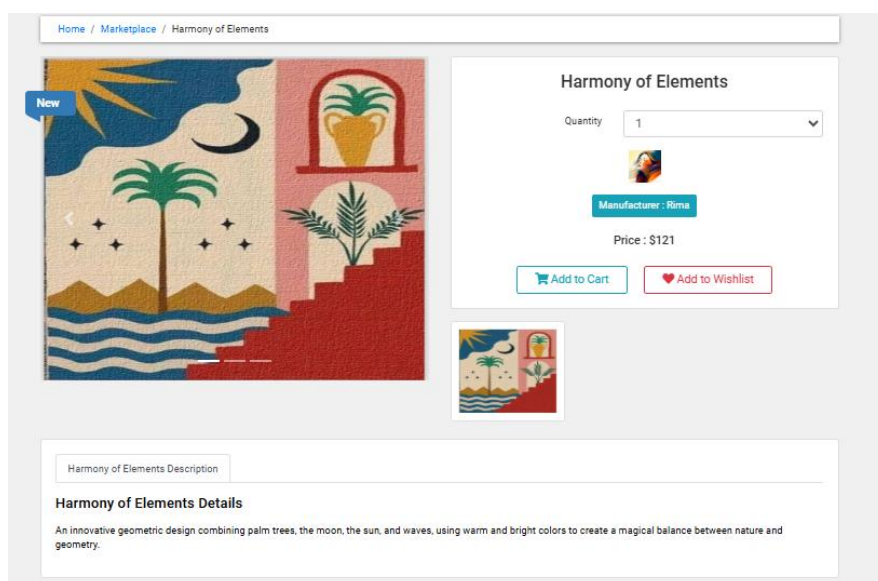 Home / Marketplace / Harmony of Elements
New
Harmony of Elements
Quantity
1
Manufacturer : Rima
Price : $121
Add to Cart
Add to Wishlist
Harmony of Elements Description
Harmony of Elements Details
An innovative geometric design combining palm trees, the moon, the sun, and waves, using warm and bright colors to create a magical balance between nature and
geometry.